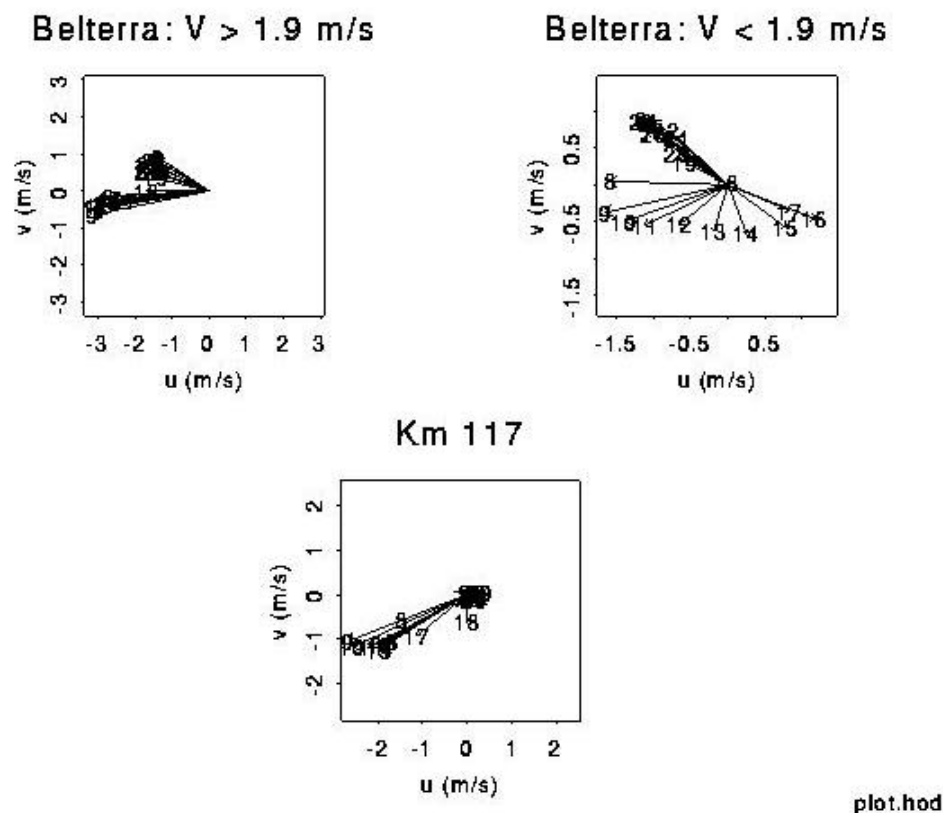 Belterra: V > 1.9 m/s
3
2
1
0
-1
-2
-3
v (m/s)
-3 -2 -1 0 1 2 3
u (m/s)
Belterra: V < 1.9 m/s
0.5
-0.5
-1.5
v (m/s)
8
9
10
11
12
13
14
15
16
17
-1.5 -0.5 0.5
u (m/s)
Km 117
2
1
0
-1
-2
v (m/s)
17
18
-2 -1 0 1 2
u (m/s)
plot.hod